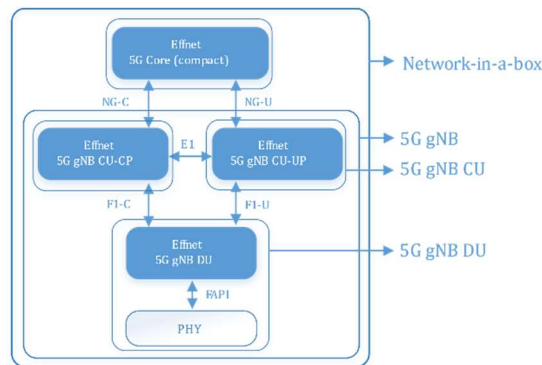 Effnet
5G Core (compact)
Network-in-a-box
NG-C
NG-U
Effnet
5G gNB CU-CP
E1
Effnet
5G gNB CU-UP
5G gNB
5G gNB CU
F1-C
F1-U
Effnet
5G gNB DU
5G gNB DU
FAPI
PHY